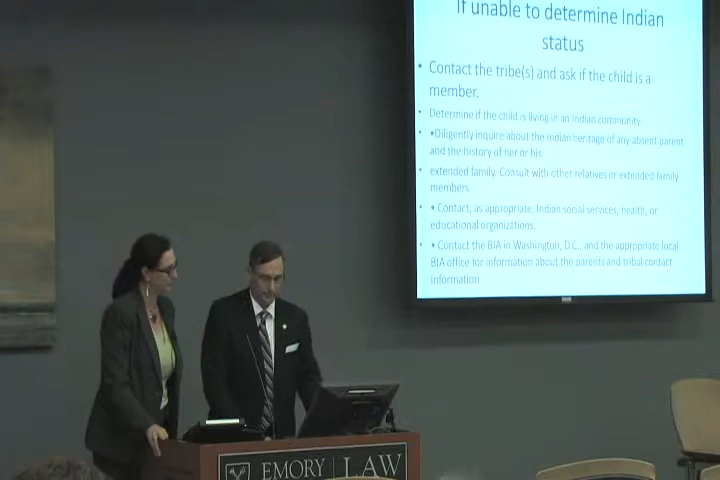 If unable to determine Indian
status
• Contact the tribe(s) and ask if the child is a
member.
• Determine if the child is living in an Indian community.
• •Diligently inquire about the Indian heritage of any absent parent
and the history of her or his
• extended family. Consult with other relatives or extended family
members.
• • Contact, as appropriate, Indian social services, health, or
educational organizations.
• • Contact the BIA in Washington, D.C., and the appropriate local
BIA office for information about the parents and tribal contact
information
EMORY | LAW